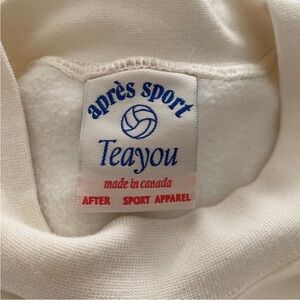 après sport
Teayou
made in canada
AFTER SPORT APPAREL